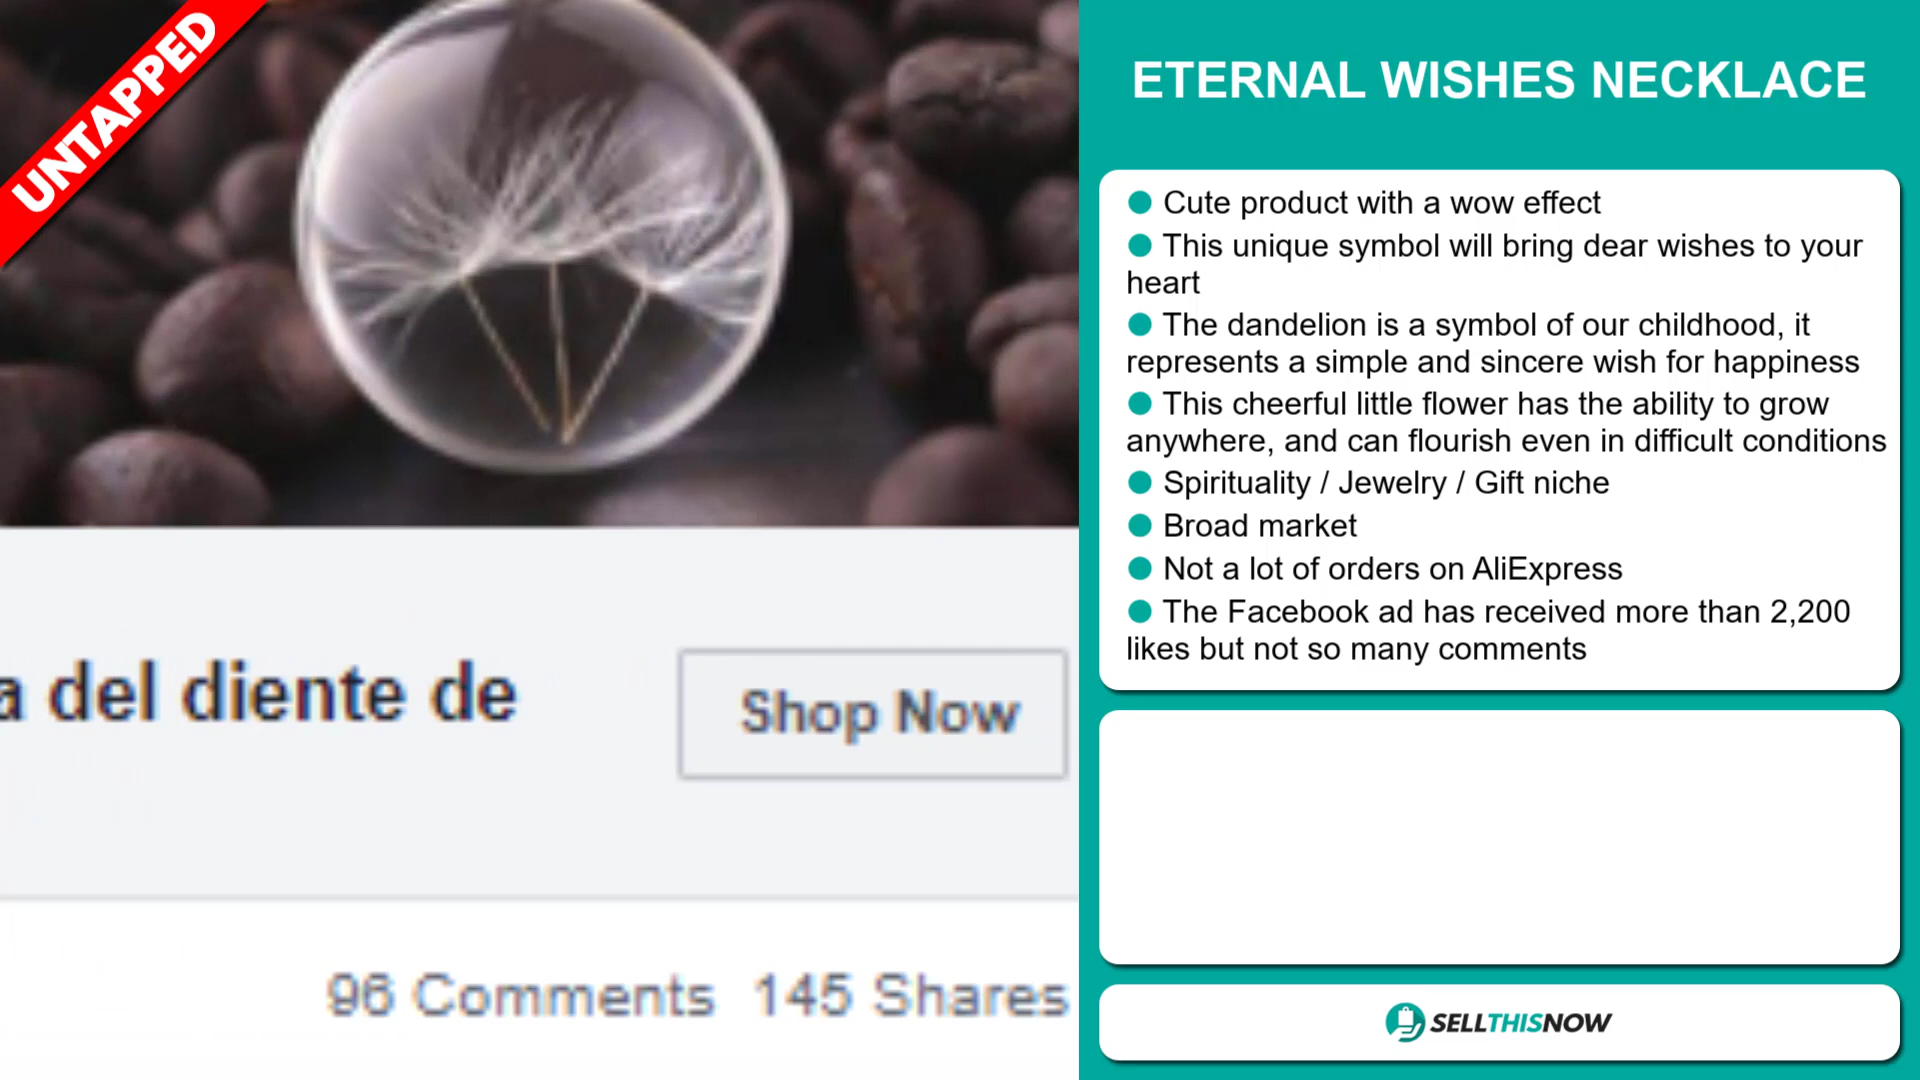 UNTAPPED
a del diente de
Shop Now
96 Comments 145 Shares
ETERNAL WISHES NECKLACE
● Cute product with a wow effect
● This unique symbol will bring dear wishes to your
heart
● The dandelion is a symbol of our childhood, it
represents a simple and sincere wish for happiness
● This cheerful little flower has the ability to grow
anywhere, and can flourish even in difficult conditions
● Spirituality / Jewelry / Gift niche
● Broad market
● Not a lot of orders on AliExpress
● The Facebook ad has received more than 2,200
likes but not so many comments
SELLTHISNOW